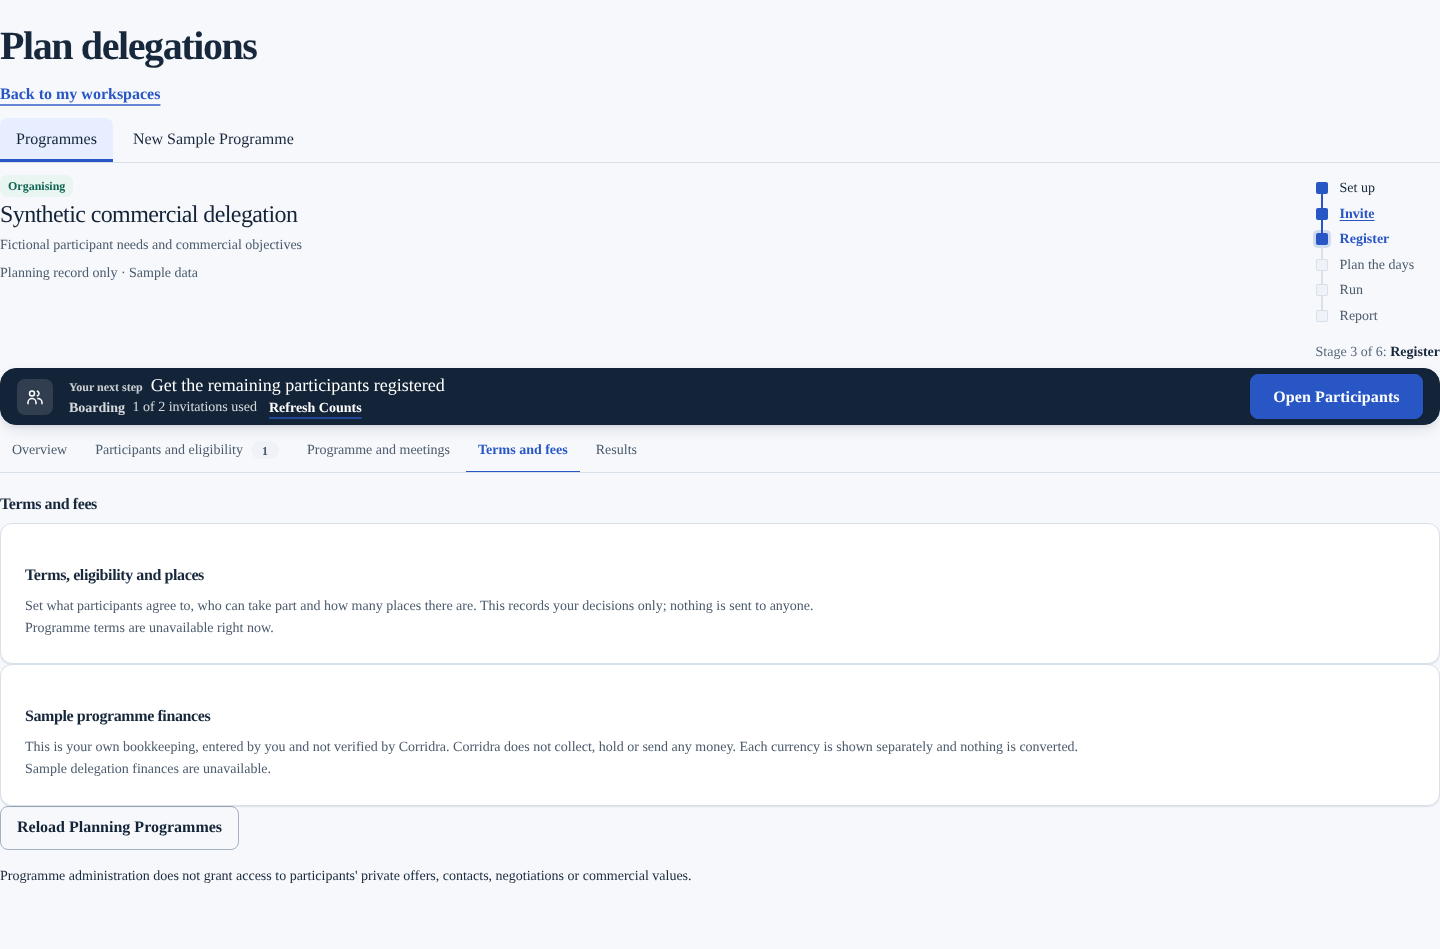 Plan delegations
Back to my workspaces
Programmes
New Sample Programme
Organising
Synthetic commercial delegation
Fictional participant needs and commercial objectives
Planning record only · Sample data
Set up
Invite
Register
Plan the days
Run
Report
Stage 3 of 6: Register
Your next step Get the remaining participants registered
Boarding 1 of 2 invitations used Refresh Counts
Open Participants
Overview
Participants and eligibility 1
Programme and meetings
Terms and fees
Results
Terms and fees
Terms, eligibility and places
Set what participants agree to, who can take part and how many places there are. This records your decisions only; nothing is sent to anyone.
Programme terms are unavailable right now.
Sample programme finances
This is your own bookkeeping, entered by you and not verified by Corridra. Corridra does not collect, hold or send any money. Each currency is shown separately and nothing is converted.
Sample delegation finances are unavailable.
Reload Planning Programmes
Programme administration does not grant access to participants' private offers, contacts, negotiations or commercial values.